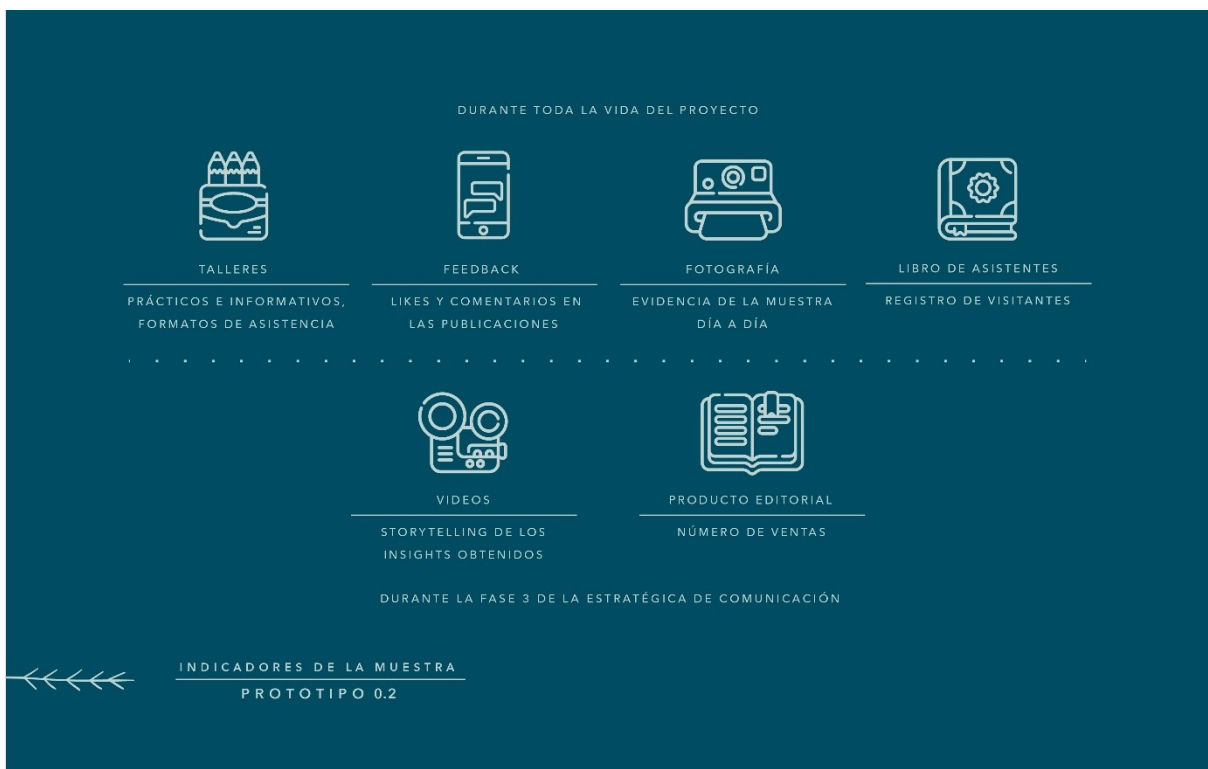 DURANTE TODA LA VIDA DEL PROYECTO
TALLERES
PRÁCTICOS E INFORMATIVOS,
FORMATOS DE ASISTENCIA
FEEDBACK
LIKES Y COMENTARIOS EN
LAS PUBLICACIONES
FOTOGRAFÍA
EVIDENCIA DE LA MUESTRA
DÍA A DÍA
LIBRO DE ASISTENTES
REGISTRO DE VISITANTES
VIDEOS
STORYTELLING DE LOS
INSIGHTS OBTENIDOS
PRODUCTO EDITORIAL
NÚMERO DE VENTAS
DURANTE LA FASE 3 DE LA ESTRATÉGICA DE COMUNICACIÓN
INDICADORES DE LA MUESTRA
PROTOTIPO 0.2